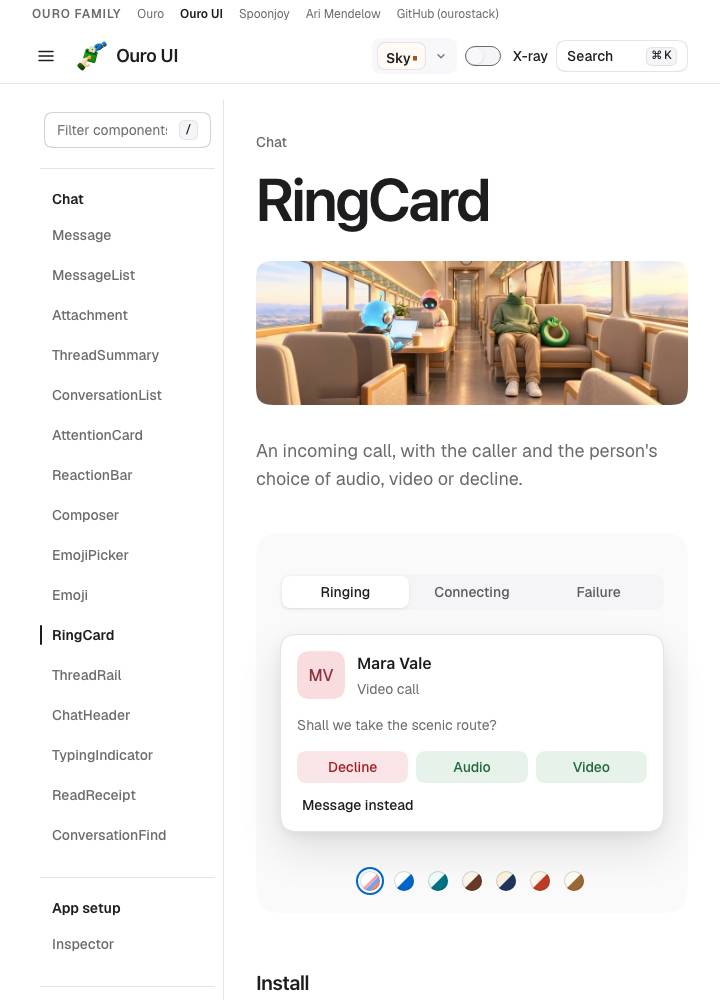 OURO FAMILY Ouro Ouro UI Spoonjoy Ari Mendelow GitHub (ourostack)
Ouro UI
Sky X-ray Search ⌘ K
Filter components /
Chat
Message
MessageList
Attachment
ThreadSummary
ConversationList
AttentionCard
ReactionBar
Composer
EmojiPicker
Emoji
RingCard
ThreadRail
ChatHeader
TypingIndicator
ReadReceipt
ConversationFind
App setup
Inspector
Chat
RingCard
An incoming call, with the caller and the person's
choice of audio, video or decline.
Ringing Connecting Failure
MV
Mara Vale
Video call
Shall we take the scenic route?
Decline Audio Video
Message instead
Install